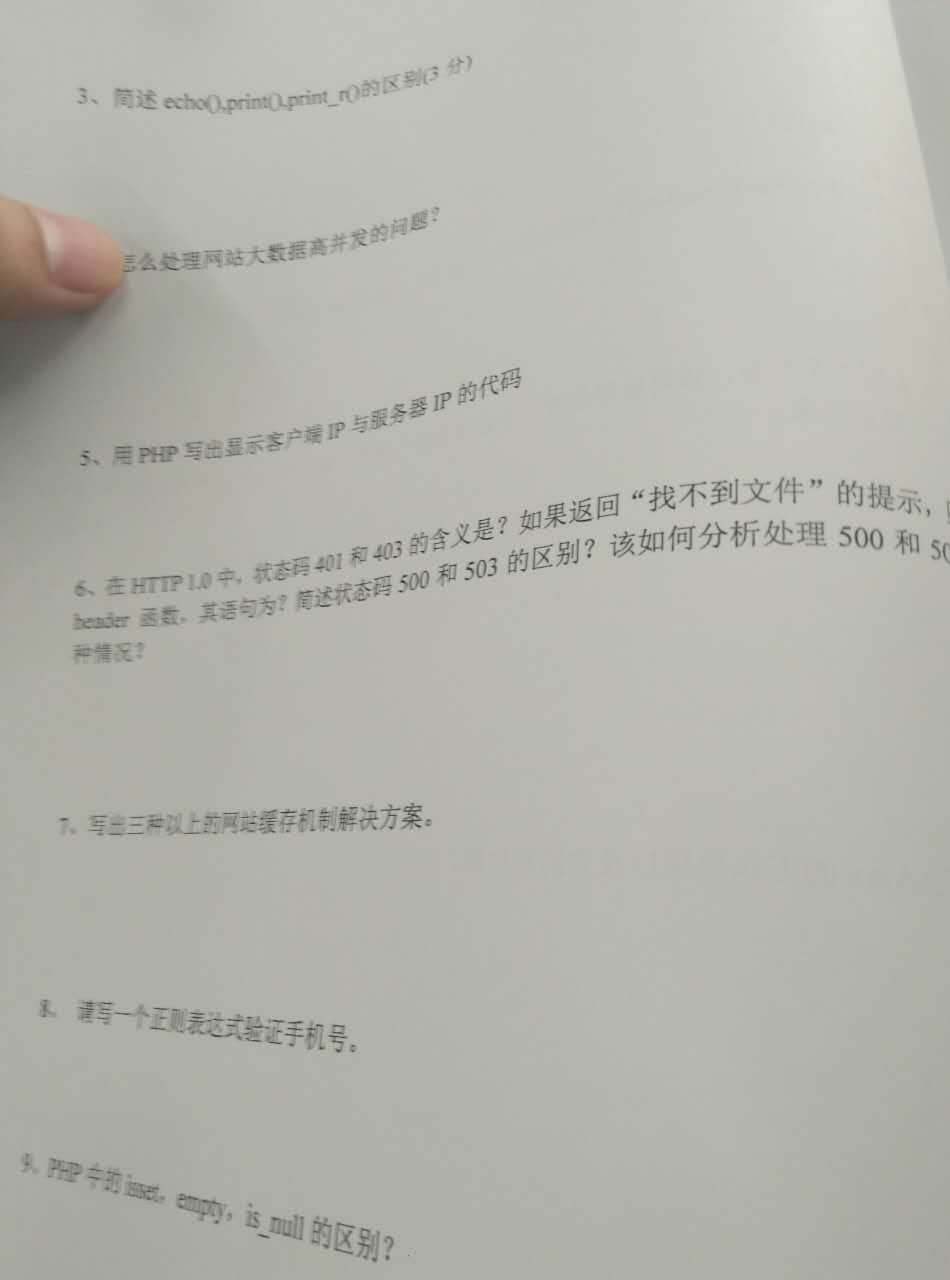 3、简述 echo(),print(),print_r()的区别(3 分)
怎么处理网站大数据高并发的问题？
5、用 PHP 写出显示客户端 IP 与服务器 IP 的代码
6、在 HTTP 1.0 中，状态码 401 和 403 的含义是？如果返回“找不到文件”的提示，
header 函数，其语句为？简述状态码 500 和 503 的区别？该如何分析处理 500 和 50
种情况？
7、写出三种以上的网站缓存机制解决方案。
8、 请写一个正则表达式验证手机号。
9、PHP 中的 isset，empty，is_null 的区别？